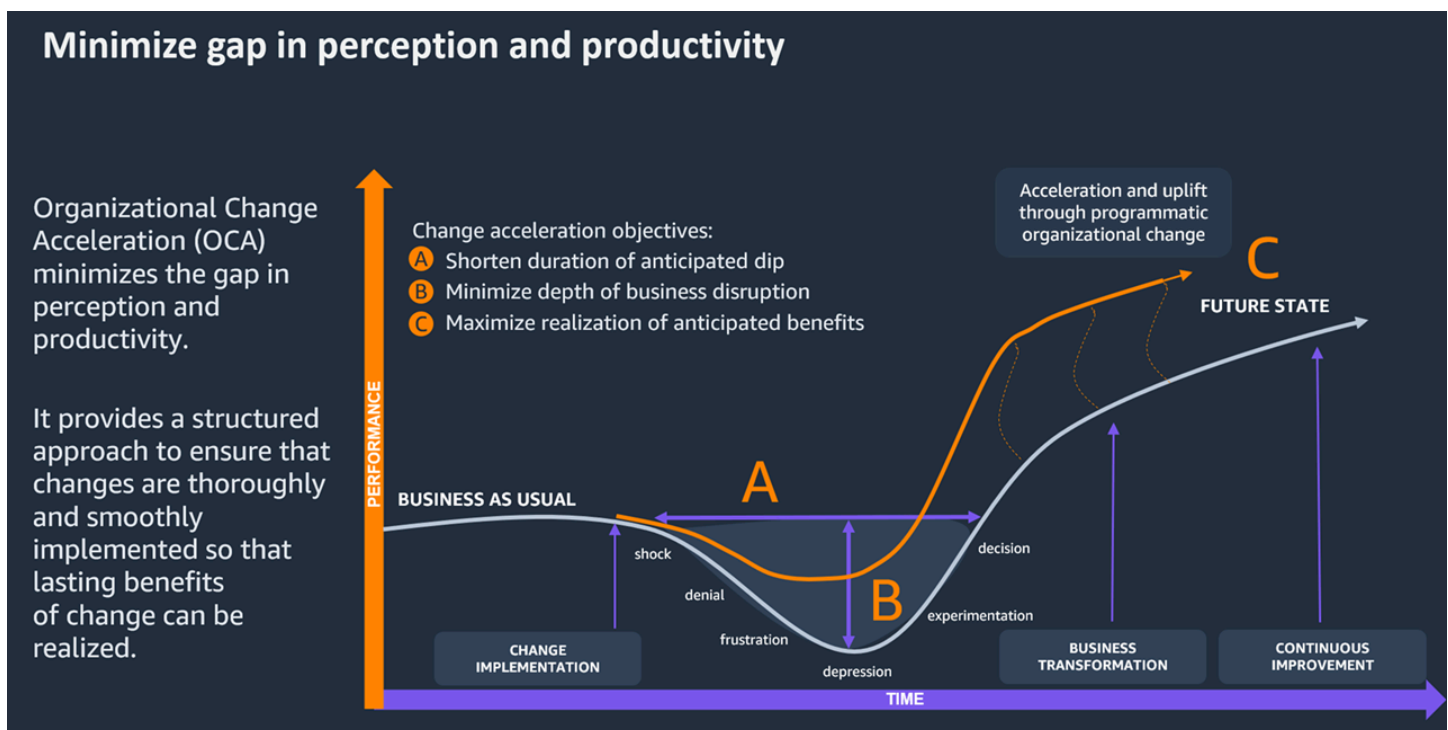 Minimize gap in perception and productivity
Organizational Change
Acceleration (OCA)
minimizes the gap in
perception and
productivity.
It provides a structured
approach to ensure that
changes are thoroughly
and smoothly
implemented so that
lasting benefits
of change can be
realized.
PERFORMANCE
Change acceleration objectives:
A Shorten duration of anticipated dip
B Minimize depth of business disruption
C Maximize realization of anticipated benefits
Acceleration and uplift
through programmatic
organizational change
C
FUTURE STATE
BUSINESS AS USUAL
A
B
shock
denial
frustration
depression
experimentation
decision
CHANGE
IMPLEMENTATION
BUSINESS
TRANSFORMATION
CONTINUOUS
IMPROVEMENT
TIME